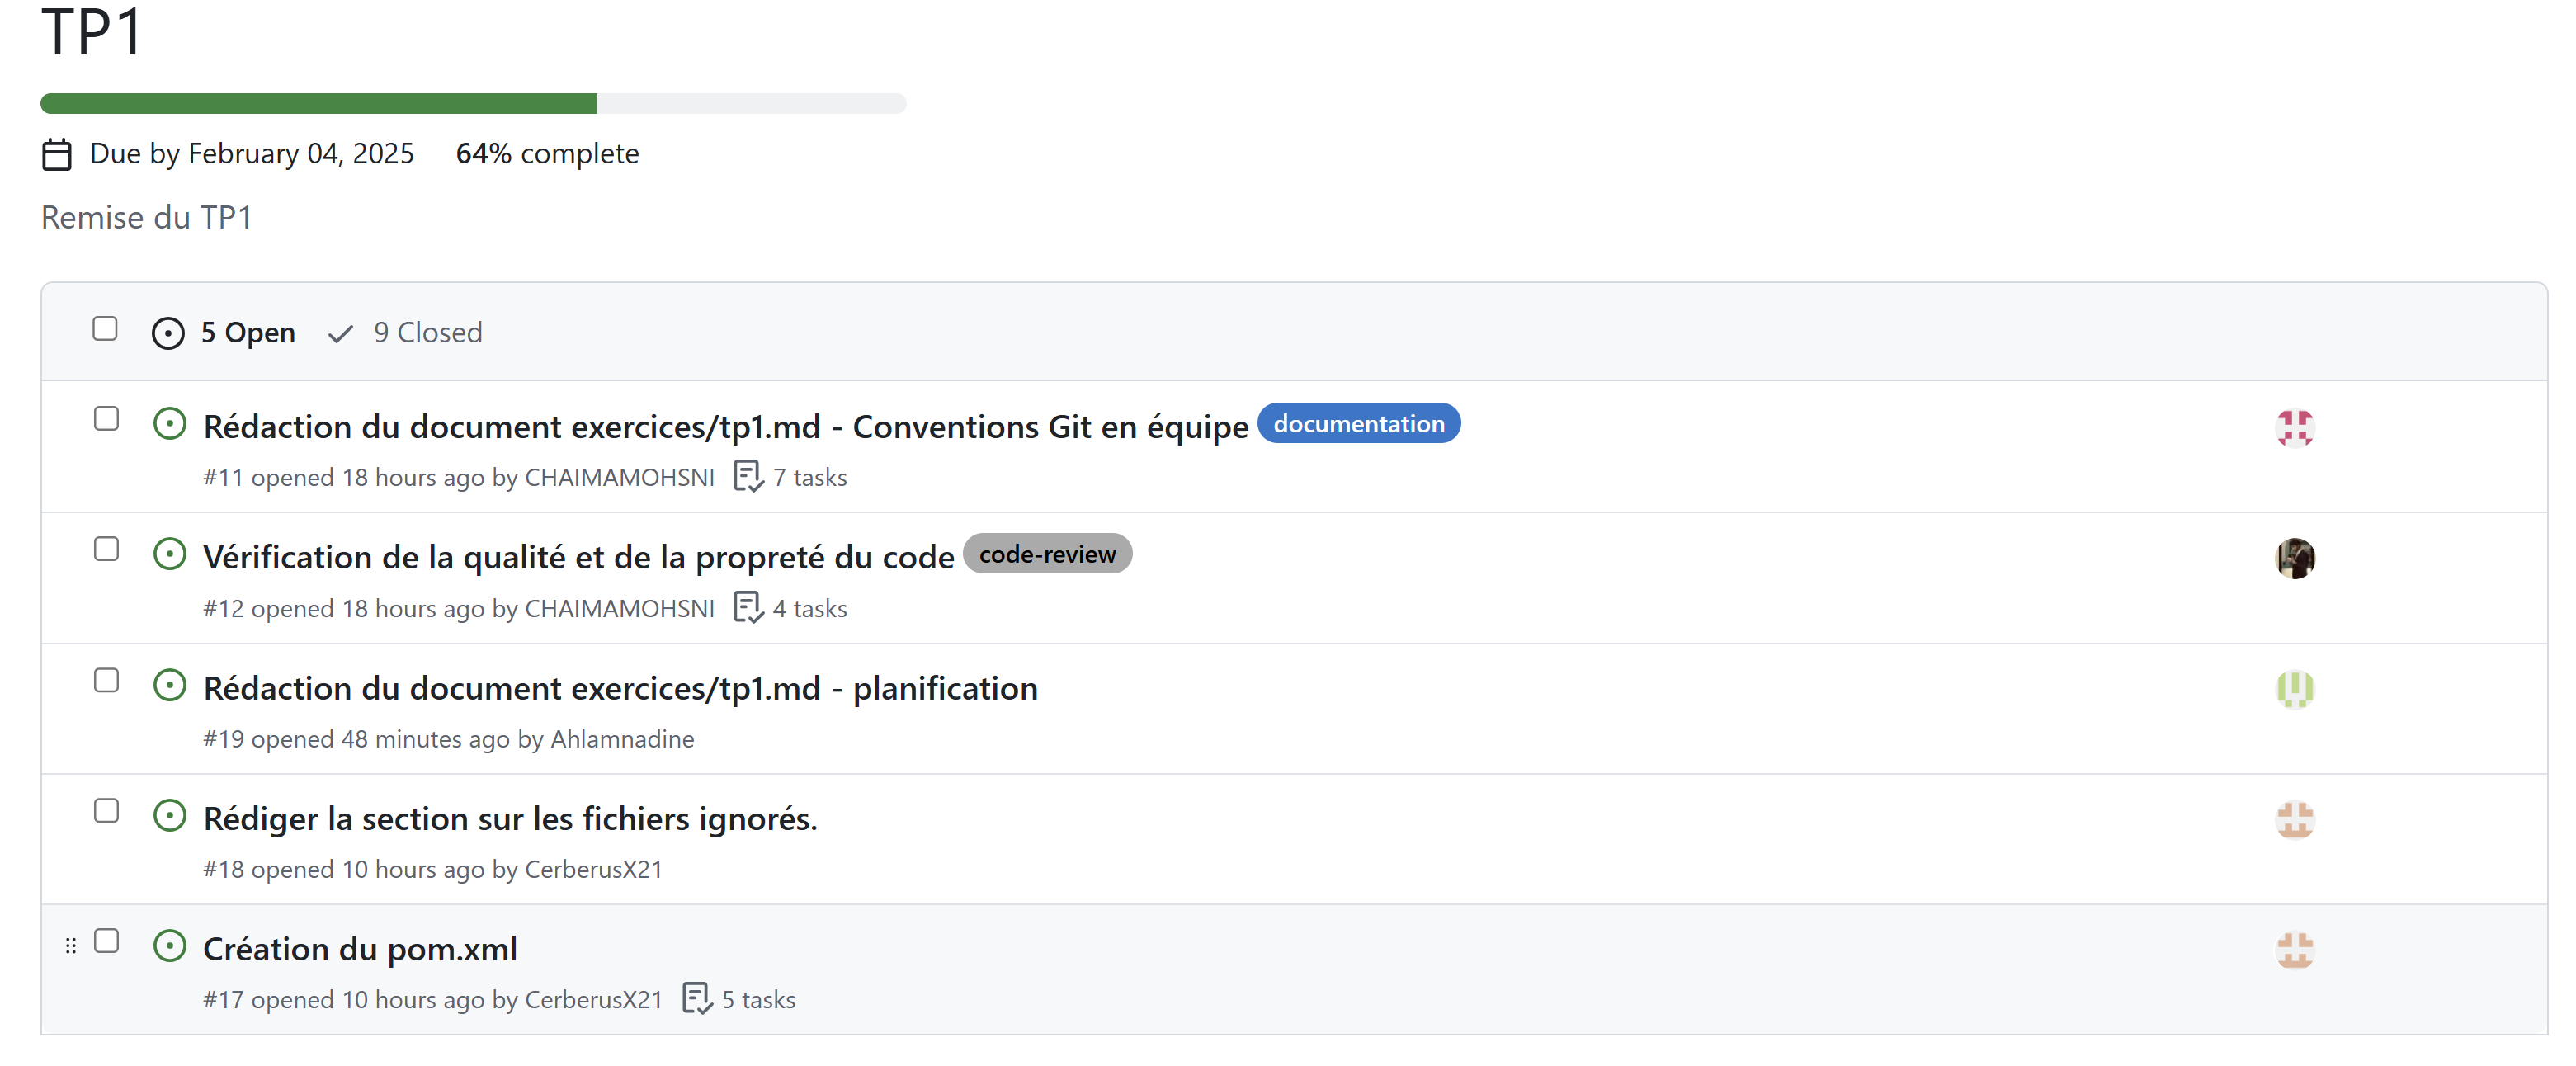 TP1
Due by February 04, 2025 64% complete
Remise du TP1
5 Open 9 Closed
Rédaction du document exercices/tp1.md - Conventions Git en équipe documentation
#11 opened 18 hours ago by CHAIMAMOHSNI 7 tasks
Vérification de la qualité et de la propreté du code code-review
#12 opened 18 hours ago by CHAIMAMOHSNI 4 tasks
Rédaction du document exercices/tp1.md - planification
#19 opened 48 minutes ago by Ahlamnadine
Rédiger la section sur les fichiers ignorés.
#18 opened 10 hours ago by CerberusX21
Création du pom.xml
#17 opened 10 hours ago by CerberusX21 5 tasks